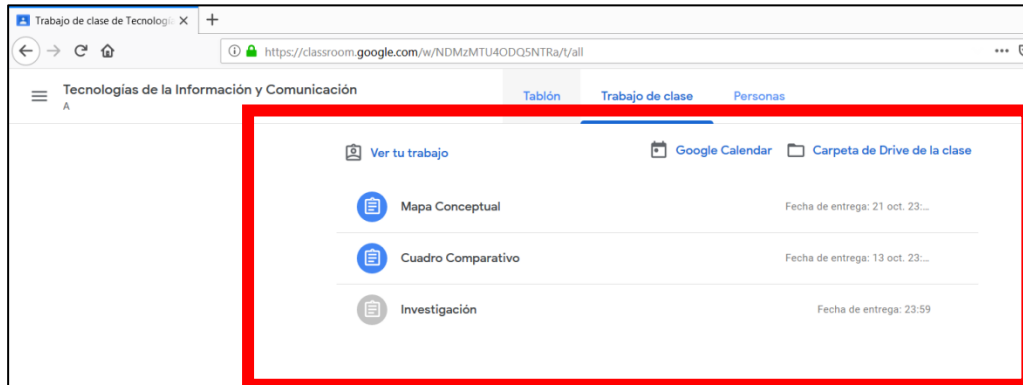 Trabajo de clase de Tecnologí
https://classroom.google.com/w/NDMzMTU4ODQ5NTRa/t/all
Tecnologías de la Información y Comunicación
A
Tablón Trabajo de clase Personas
Ver tu trabajo Google Calendar Carpeta de Drive de la clase
Mapa Conceptual Fecha de entrega: 21 oct. 23:...
Cuadro Comparativo Fecha de entrega: 13 oct. 23:...
Investigación Fecha de entrega: 23:59